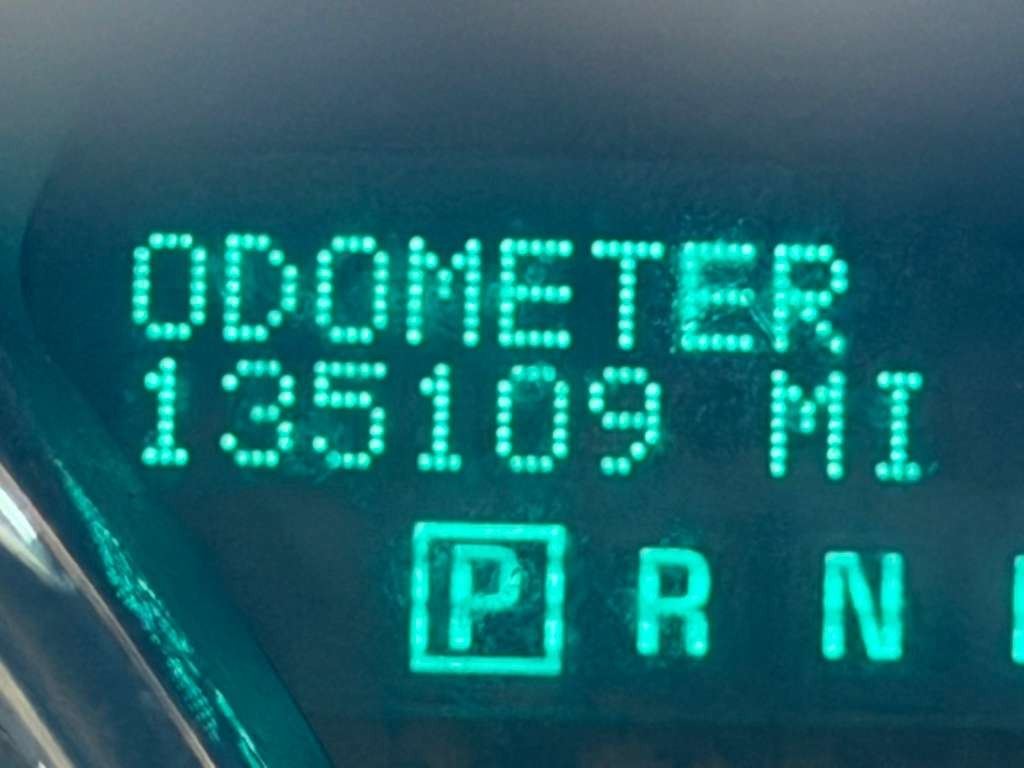 ODOMETER
135109 MI
P R N